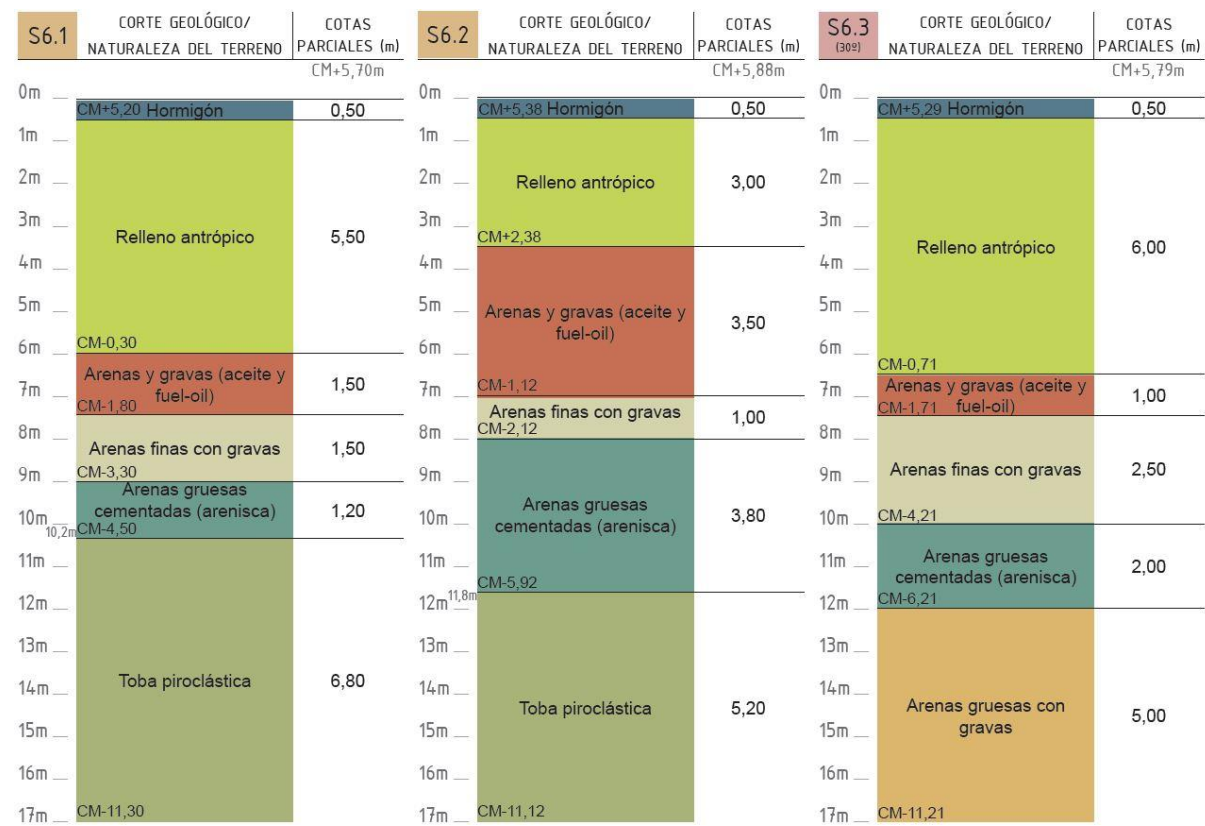 S6.1
CORTE GEOLÓGICO/
NATURALEZA DEL TERRENO
COTAS
PARCIALES (m)
CM+5,70m
0m
CM+5,20 Hormigón
0,50
1m
2m
3m
Relleno antrópico
5,50
4m
5m
6m
CM-0,30
Arenas y gravas (aceite y
fuel-oil)
1,50
7m
CM-1,80
8m
Arenas finas con gravas
1,50
9m
CM-3,30
Arenas gruesas
cementadas (arenisca)
1,20
10m
10,2m
CM-4,50
11m
12m
13m
14m
Toba piroclástica
6,80
15m
16m
17m
CM-11,30
S6.2
CORTE GEOLÓGICO/
NATURALEZA DEL TERRENO
COTAS
PARCIALES (m)
CM+5,88m
0m
CM+5,38 Hormigón
0,50
1m
2m
Relleno antrópico
3,00
3m
CM+2,38
4m
5m
Arenas y gravas (aceite y
fuel-oil)
3,50
6m
7m
CM-1,12
Arenas finas con gravas
1,00
8m
CM-2,12
9m
10m
Arenas gruesas
cementadas (arenisca)
3,80
11m
CM-5,92
12m
11,8m
13m
14m
Toba piroclástica
5,20
15m
16m
17m
CM-11,12
S6.3
(30º)
CORTE GEOLÓGICO/
NATURALEZA DEL TERRENO
COTAS
PARCIALES (m)
CM+5,79m
0m
CM+5,29 Hormigón
0,50
1m
2m
3m
Relleno antrópico
6,00
4m
5m
6m
CM-0,71
7m
Arenas y gravas (aceite y
fuel-oil)
1,00
CM-1,71
8m
9m
Arenas finas con gravas
2,50
10m
CM-4,21
11m
Arenas gruesas
cementadas (arenisca)
2,00
12m
CM-6,21
13m
14m
Arenas gruesas con
gravas
5,00
15m
16m
17m
CM-11,21